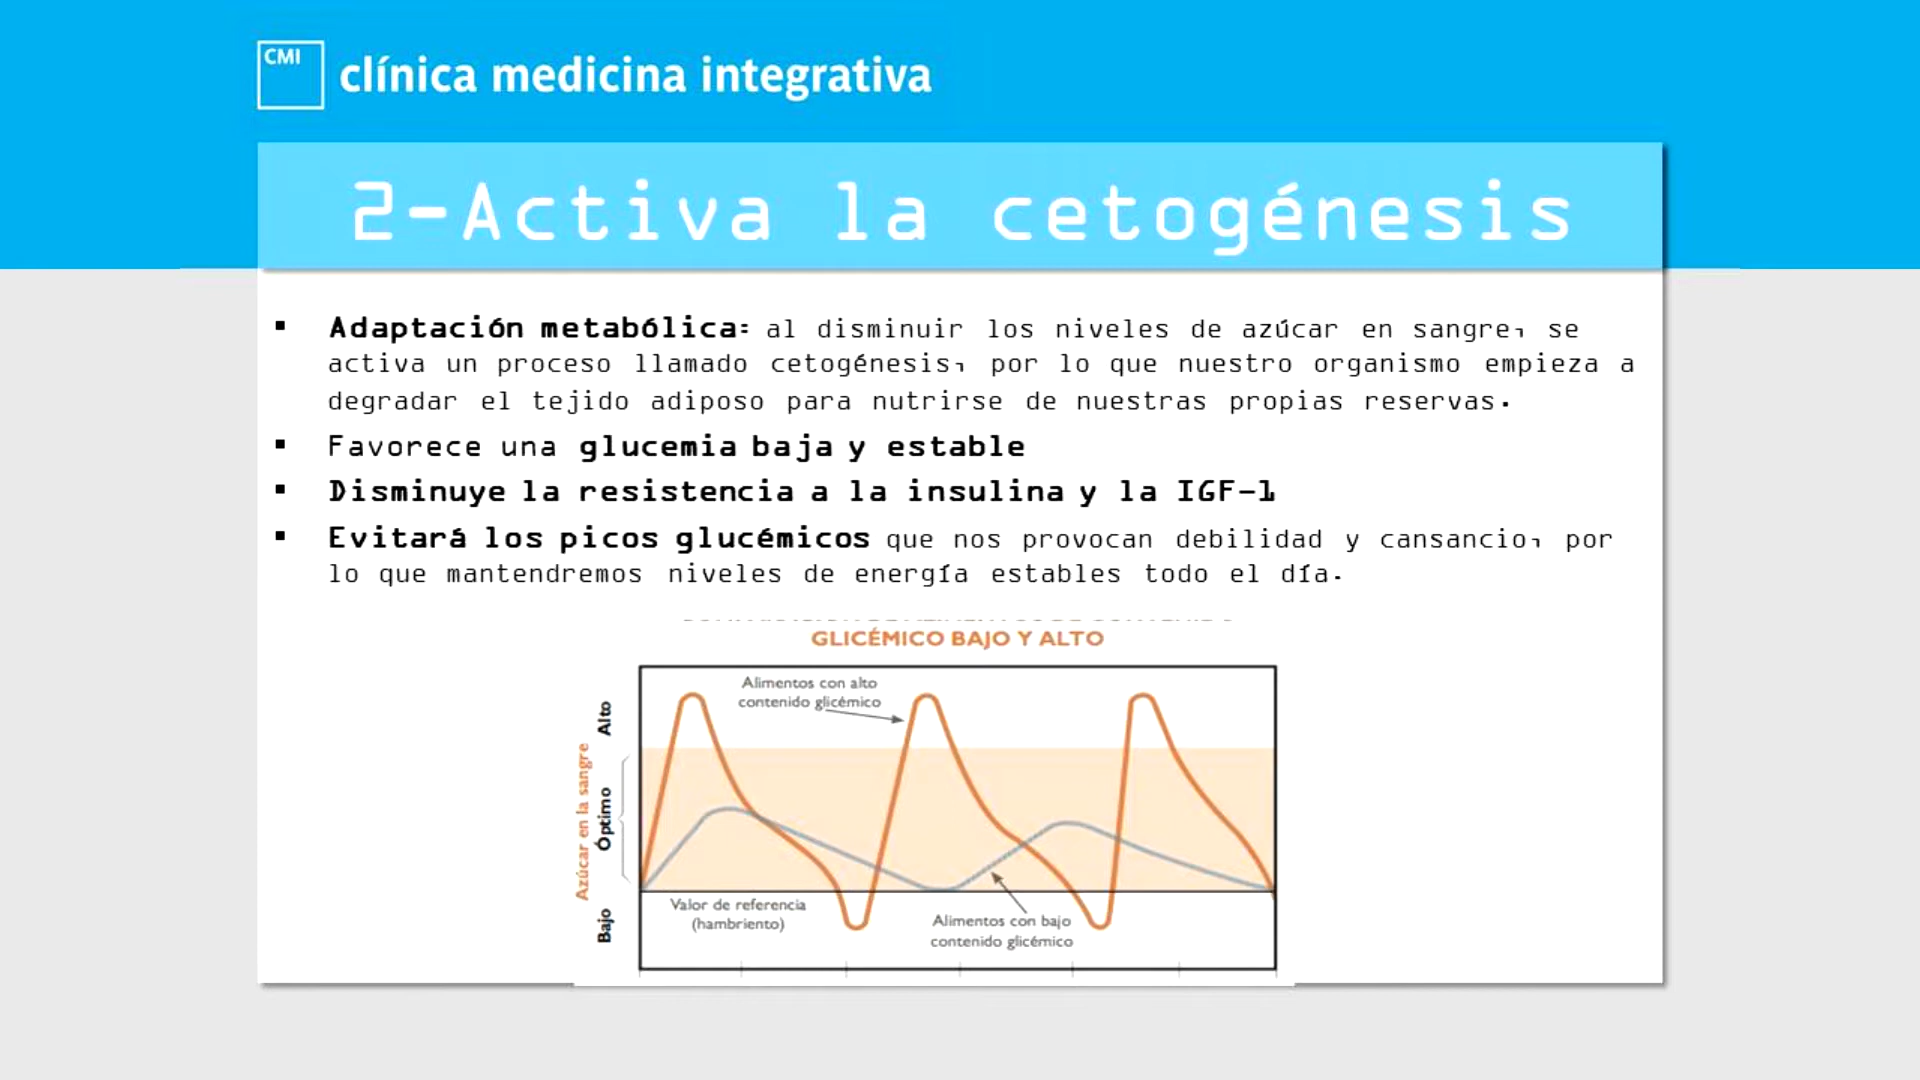 CMI
clínica medicina integrativa
2-Activa la cetogénesis
▪ Adaptación metabólica: al disminuir los niveles de azúcar en sangre, se
activa un proceso llamado cetogénesis, por lo que nuestro organismo empieza a
degradar el tejido adiposo para nutrirse de nuestras propias reservas.
▪ Favorece una glucemia baja y estable
▪ Disminuye la resistencia a la insulina y la IGF-1
▪ Evitará los picos glucémicos que nos provocan debilidad y cansancio, por
lo que mantendremos niveles de energía estables todo el día.
GLICÉMICO BAJO Y ALTO
Alimentos con alto
contenido glicémico
Azúcar en la sangre
Alto
Óptimo
Bajo
Valor de referencia
(hambriento)
Alimentos con bajo
contenido glicémico